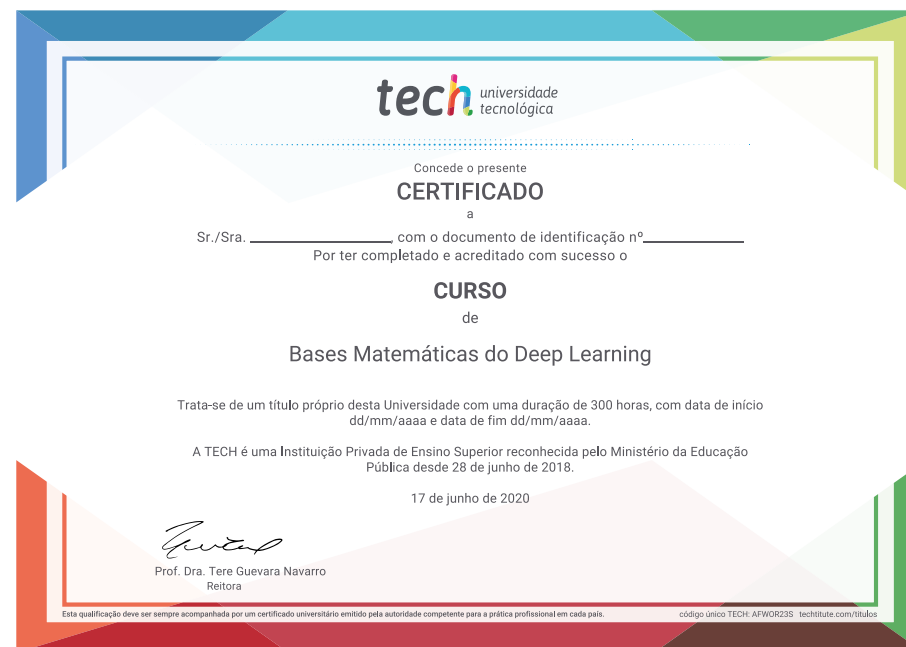 tech universidade
tecnológica
Concede o presente
CERTIFICADO
a
Sr./Sra. ________________, com o documento de identificação nº____________
Por ter completado e acreditado com sucesso o
CURSO
de
Bases Matemáticas do Deep Learning
Trata-se de um título próprio desta Universidade com uma duração de 300 horas, com data de início
dd/mm/aaaa e data de fim dd/mm/aaaa.
A TECH é uma Instituição Privada de Ensino Superior reconhecida pelo Ministério da Educação
Pública desde 28 de junho de 2018.
17 de junho de 2020
Prof. Dra. Tere Guevara Navarro
Reitora
Esta qualificação deve ser sempre acompanhada por um certificado universitário emitido pela autoridade competente para a prática profissional em cada país.
código único TECH: AFWOR23S techtitute.com/titulos